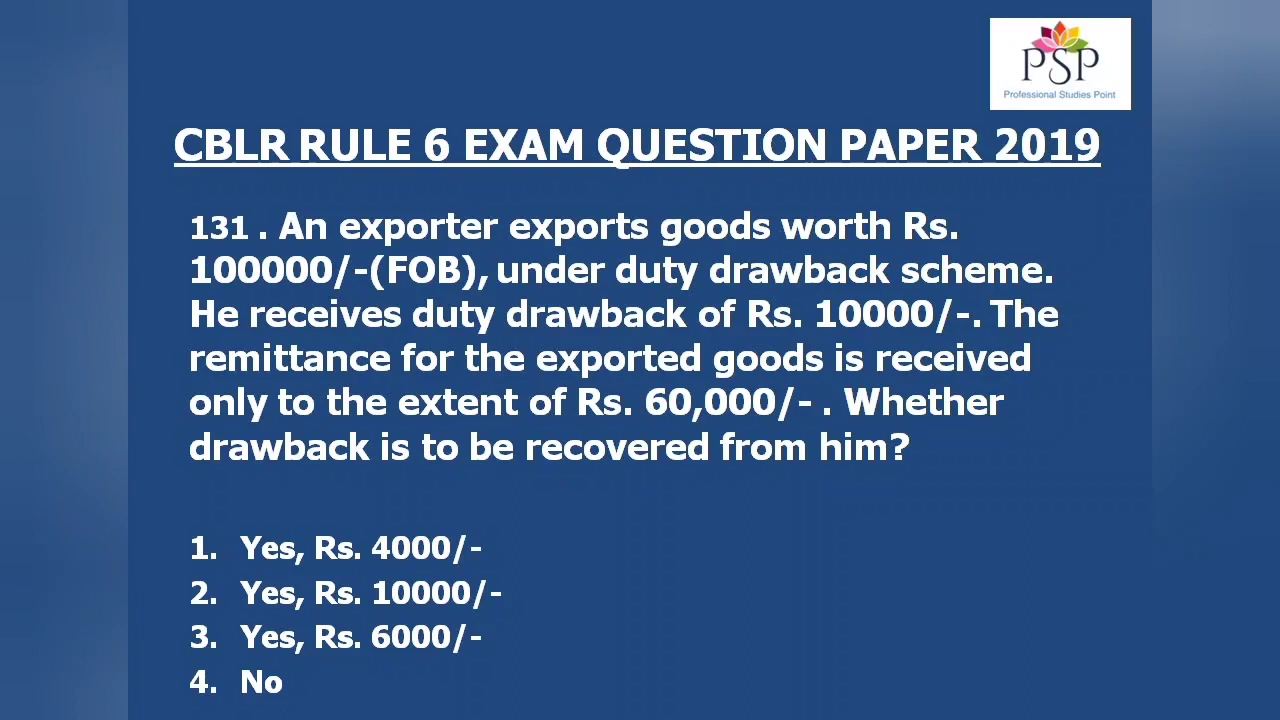 PSP
Professional Studies Point
CBLR RULE 6 EXAM QUESTION PAPER 2019
131 . An exporter exports goods worth Rs.
100000/-(FOB), under duty drawback scheme.
He receives duty drawback of Rs. 10000/-. The
remittance for the exported goods is received
only to the extent of Rs. 60,000/- . Whether
drawback is to be recovered from him?
1. Yes, Rs. 4000/-
2. Yes, Rs. 10000/-
3. Yes, Rs. 6000/-
4. No